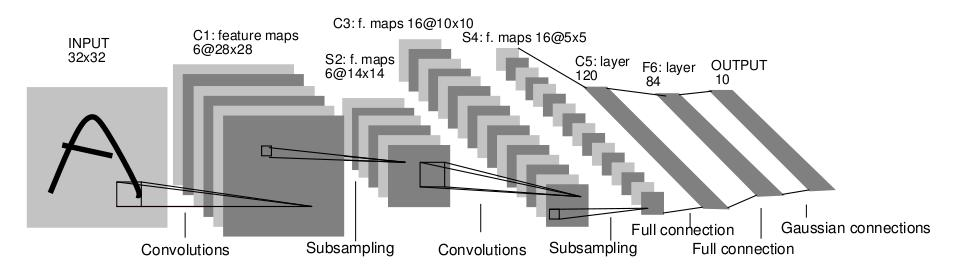 INPUT
32x32
A
C1: feature maps
6@28x28
S2: f. maps
6@14x14
C3: f. maps 16@10x10
S4: f. maps 16@5x5
C5: layer
120
F6: layer
84
OUTPUT
10
Convolutions
Subsampling
Convolutions
Subsampling
Full connection
Full connection
Gaussian connections